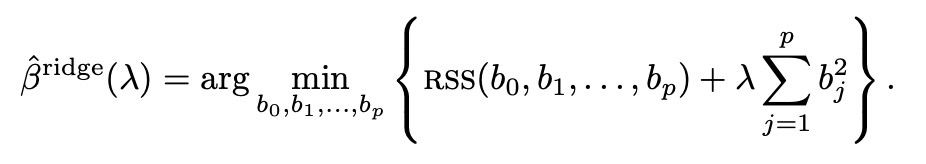 β̂^ridge(λ) = arg min_{b_0,b_1,...,b_p} { RSS(b_0, b_1, . . . , b_p) + λ ∑_{j=1}^{p} b_j^2 } .